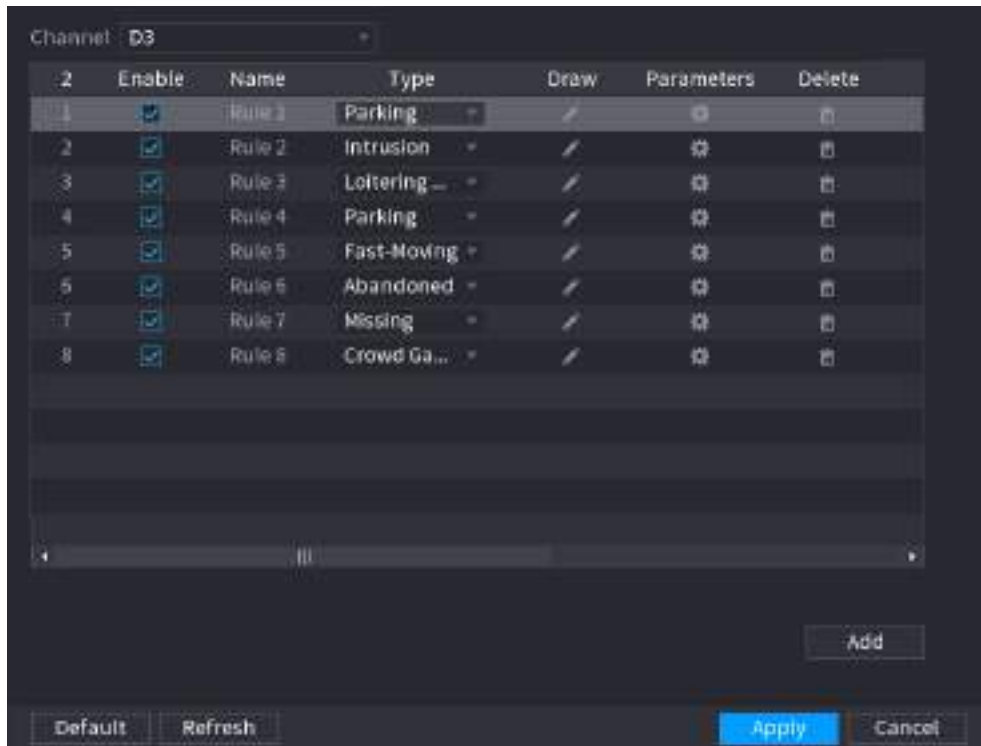 Channel D3
2 Enable Name Type Draw Parameters Delete
1 Rule 1 Parking
2 Rule 2 Intrusion
3 Rule 3 Loitering ...
4 Rule 4 Parking
5 Rule 5 Fast-Moving
6 Rule 6 Abandoned
7 Rule 7 Missing
8 Rule 8 Crowd Ga...
Add
Default Refresh Apply Cancel